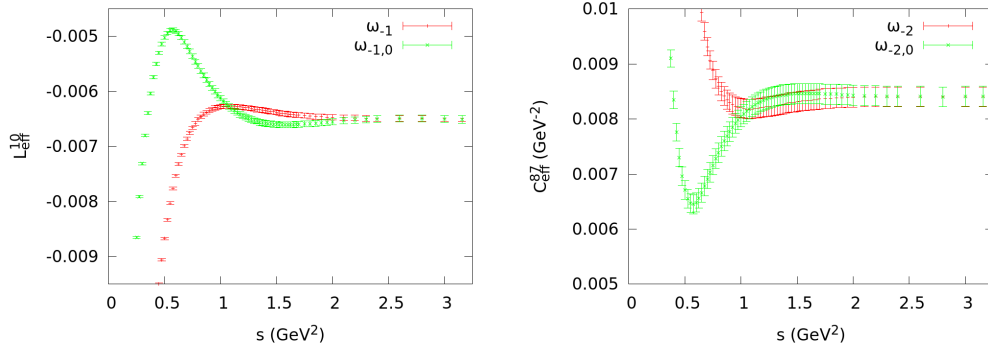 ω-1
ω-1,0
-0.005
-0.006
-0.007
-0.008
-0.009
L10eff
0 0.5 1 1.5 2 2.5 3
s (GeV2)
ω-2
ω-2,0
0.01
0.009
0.008
0.007
0.006
0.005
C87eff (GeV-2)
0 0.5 1 1.5 2 2.5 3
s (GeV2)